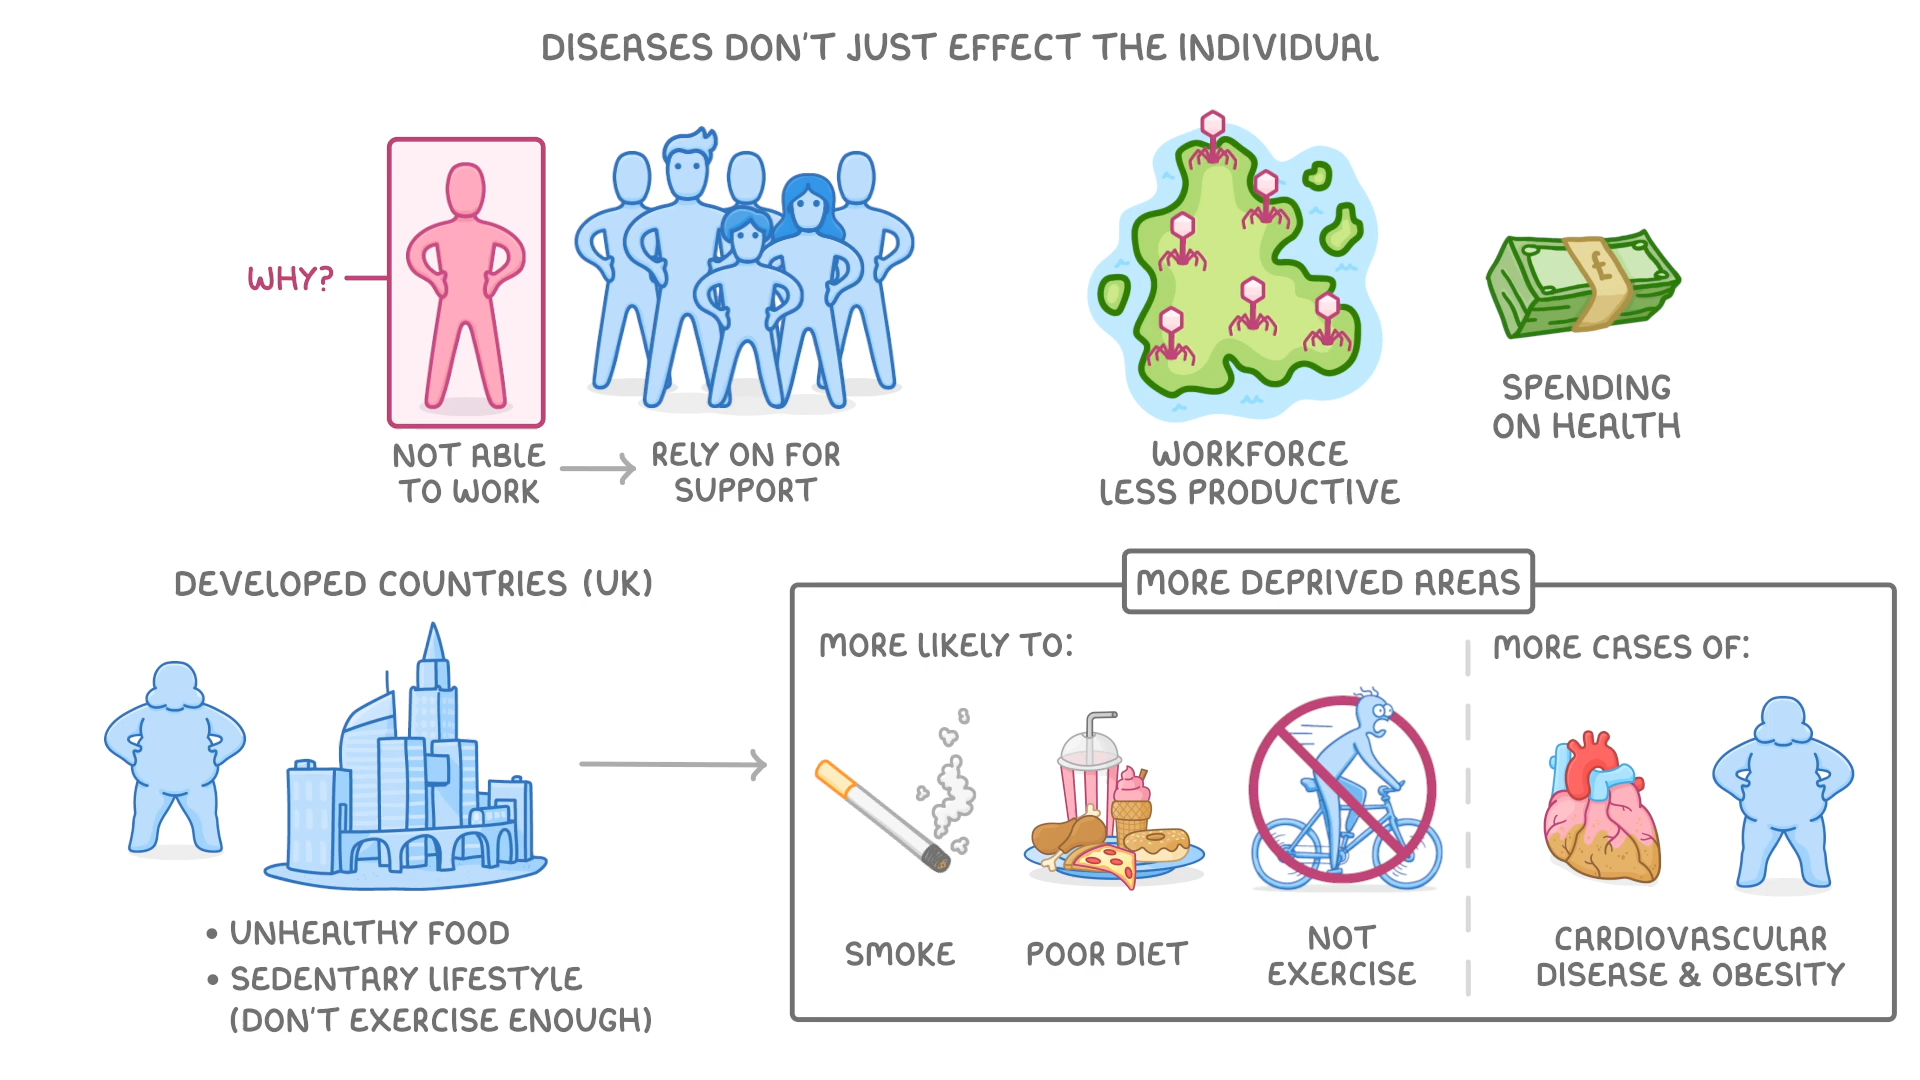 DISEASES DON'T JUST EFFECT THE INDIVIDUAL
WHY?
NOT ABLE
TO WORK
RELY ON FOR
SUPPORT
WORKFORCE
LESS PRODUCTIVE
£
SPENDING
ON HEALTH
DEVELOPED COUNTRIES (UK)
• UNHEALTHY FOOD
• SEDENTARY LIFESTYLE
(DON'T EXERCISE ENOUGH)
MORE DEPRIVED AREAS
MORE LIKELY TO:
SMOKE
POOR DIET
NOT
EXERCISE
MORE CASES OF:
CARDIOVASCULAR
DISEASE & OBESITY